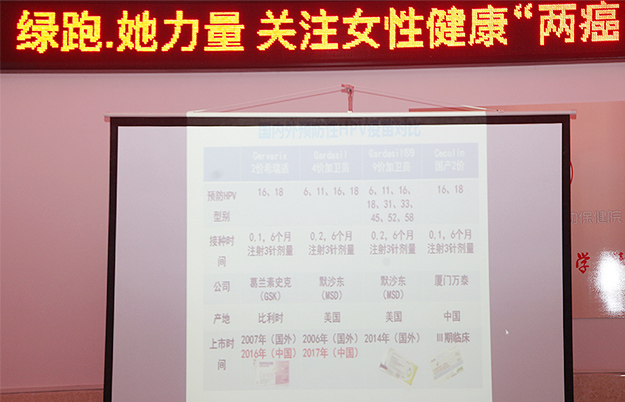 绿跑.她力量 关注女性健康“两癌
国内外预防性HPV疫苗对比
Cervarix Gardasil Gardasil9 Cecolin
2价希瑞适 4价加卫苗 9价加卫苗 国产2价
预防HPV型别 16、18 6、11、16、18 6、11、16、18、31、33、45、52、58 16、18
接种时间 0,1,6个月 注射3针剂量 0,2,6个月 注射3针剂量 0,2,6个月 注射3针剂量 0,1,6个月 注射3针剂量
公司 葛兰素史克(GSK) 默沙东(MSD) 默沙东(MSD) 厦门万泰
产地 比利时 美国 美国 中国
上市时间 2007年(国外) 2016年(中国) 2006年(国外) 2017年(中国) 2014年(国外) III期临床
保健院
学